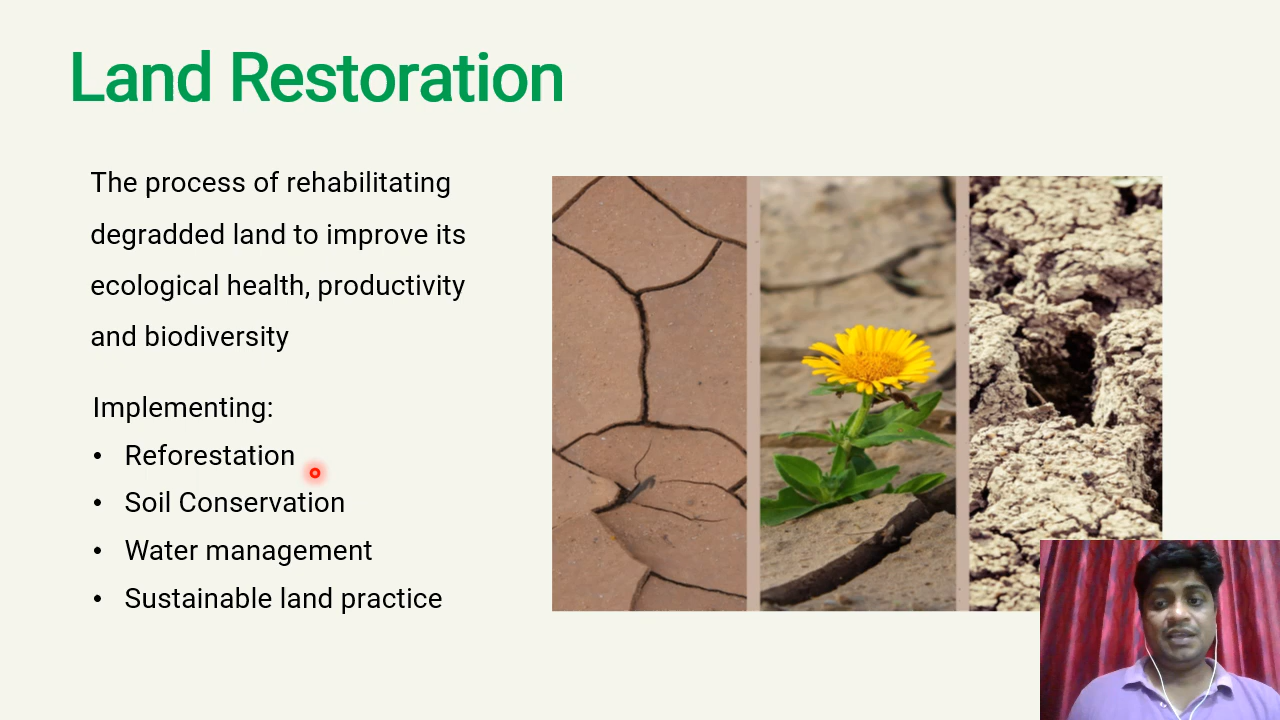 Land Restoration
The process of rehabilitating
degradded land to improve its
ecological health, productivity
and biodiversity
Implementing:
• Reforestation
• Soil Conservation
• Water management
• Sustainable land practice